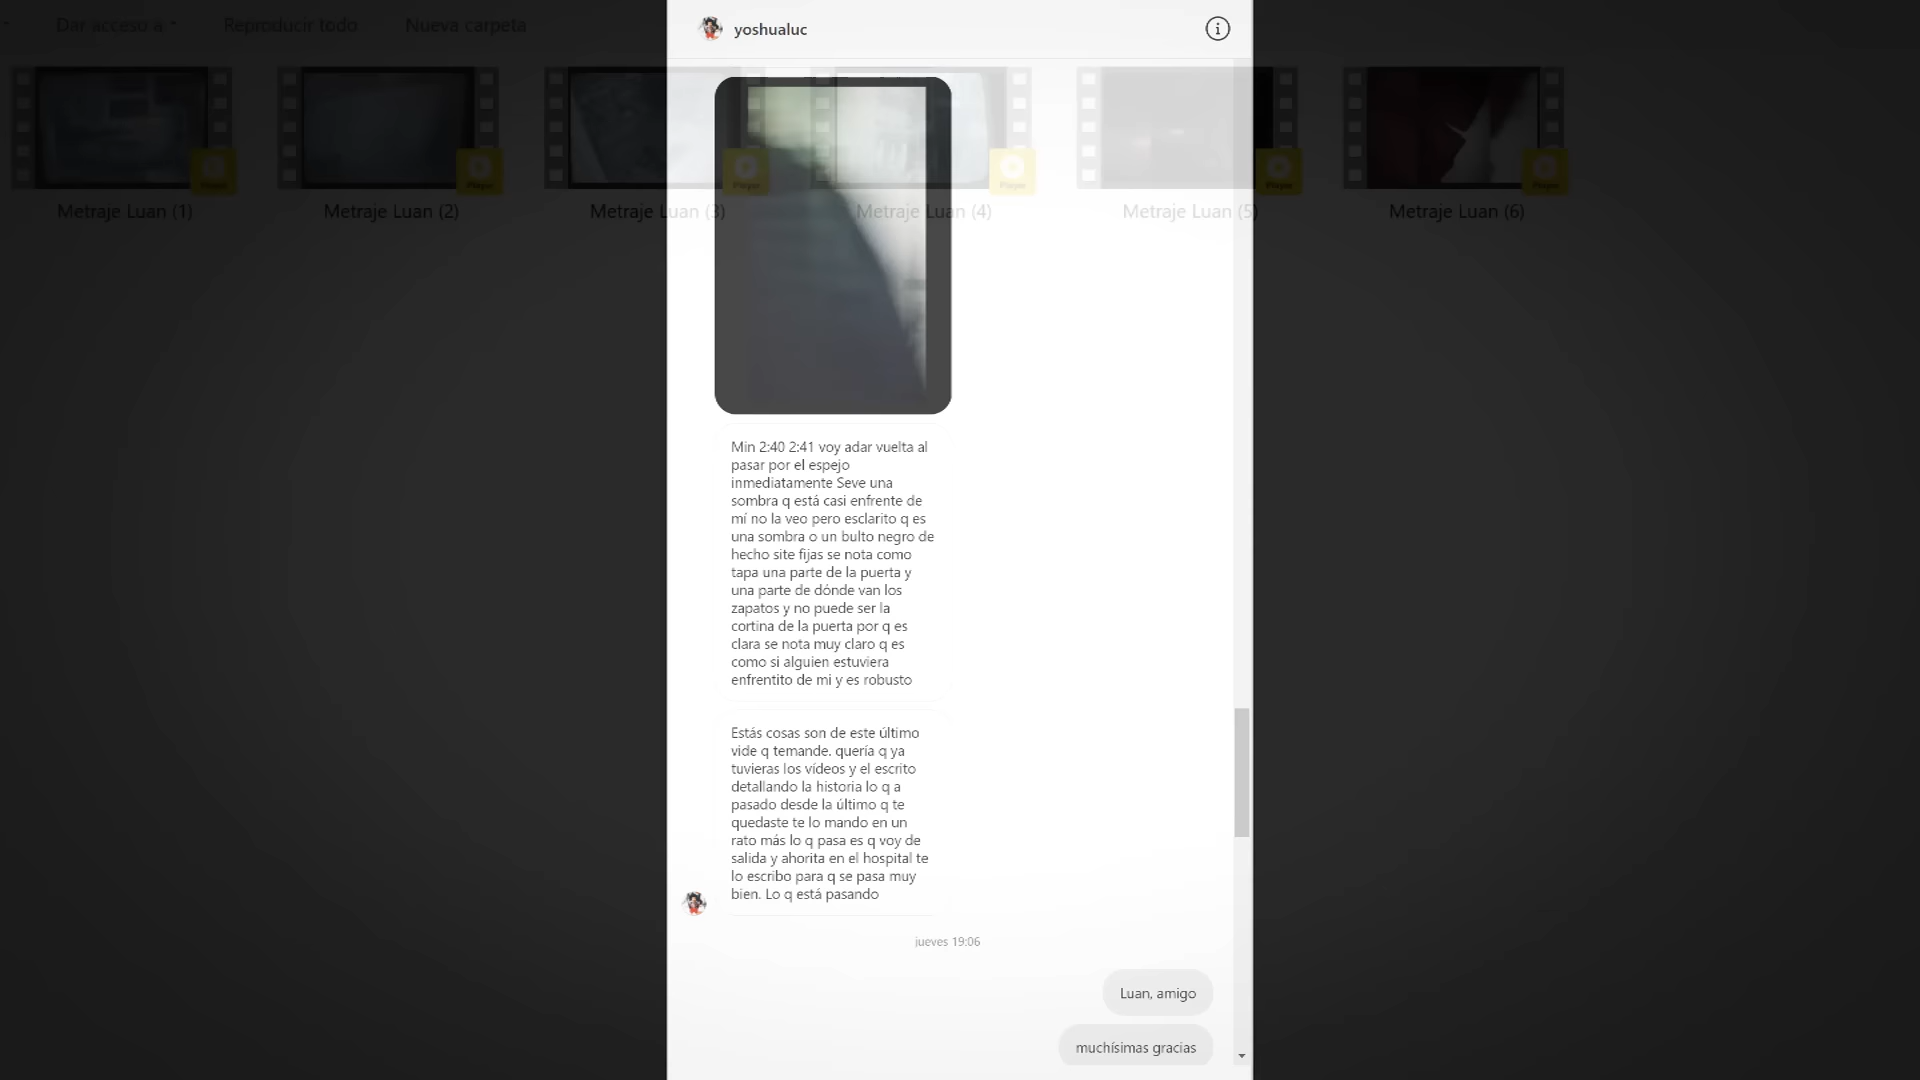 Dar acceso a
Reproducir todo
Nueva carpeta
yoshualuc
Metraje Luan (1)
Metraje Luan (2)
Metraje Luan (3)
Metraje Luan (4)
Metraje Luan (5)
Metraje Luan (6)
Player
Player
Player
Player
Player
Player
Min 2:40 2:41 voy adar vuelta al
pasar por el espejo
inmediatamente Seve una
sombra q está casi enfrente de
mí no la veo pero esclarito q es
una sombra o un bulto negro de
hecho site fijas se nota como
tapa una parte de la puerta y
una parte de dónde van los
zapatos y no puede ser la
cortina de la puerta por q es
clara se nota muy claro q es
como si alguien estuviera
enfrentito de mi y es robusto
Estás cosas son de este último
vide q temande. quería q ya
tuvieras los vídeos y el escrito
detallando la historia lo q a
pasado desde la último q te
quedaste te lo mando en un
rato más lo q pasa es q voy de
salida y ahorita en el hospital te
lo escribo para q se pasa muy
bien. Lo q está pasando
jueves 19:06
Luan, amigo
muchísimas gracias